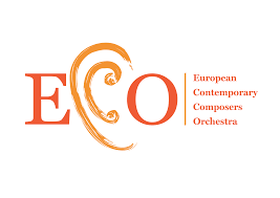 ECO
European
Contemporary
Composers
Orchestra